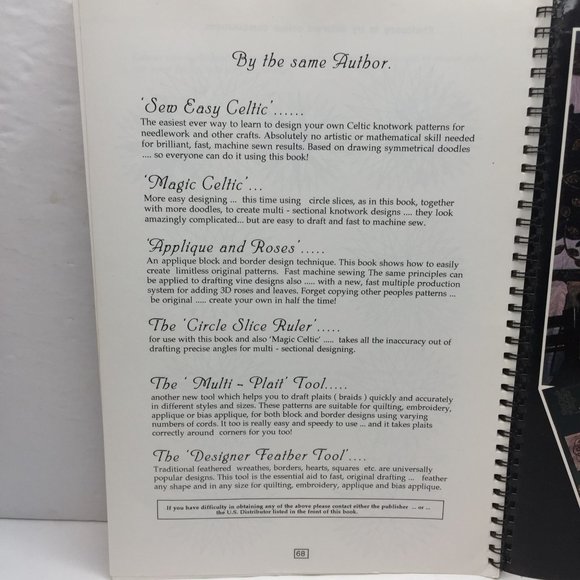 By the same Author.
'Sew Easy Celtic'......
The easiest ever way to learn to design your own Celtic knotwork patterns for
needlework and other crafts. Absolutely no artistic or mathematical skill needed
for brilliant, fast, machine sewn results. Based on drawing symmetrical doodles
.... so everyone can do it using this book!
'Magic Celtic'...
More easy designing ... this time using circle slices, as in this book, together
with more doodles, to create multi - sectional knotwork designs .... they look
amazingly complicated... but are easy to draft and fast to machine sew.
'Applique and Roses'.....
An applique block and border design technique. This book shows how to easily
create limitless original patterns. Fast machine sewing The same principles can
be applied to drafting vine designs also ..... with a new, fast multiple production
system for adding 3D roses and leaves. Forget copying other peoples patterns ...
be original ..... create your own in half the time!
The 'Circle Slice Ruler'.....
for use with this book and also 'Magic Celtic' ..... takes all the inaccuracy out of
drafting precise angles for multi - sectional designing.
The ' Multi - Plait' Tool.....
another new tool which helps you to draft plaits ( braids ) quickly and accurately
in different styles and sizes. These patterns are suitable for quilting, embroidery,
applique or bias applique, for both block and border designs using varying
numbers of cords. It too is really easy and speedy to use ... and it takes plaits
correctly around corners for you too!
The 'Designer Feather Tool'....
Traditional feathered wreathes, borders, hearts, squares etc. are universally
popular designs. This tool is the essential aid to fast, original drafting ... feather
any shape and in any size for quilting, embroidery, applique and bias applique.
If you have difficulty in obtaining any of the above please contact either the publisher ... or ...
the U.S. Distributor listed in the front of this book.
68